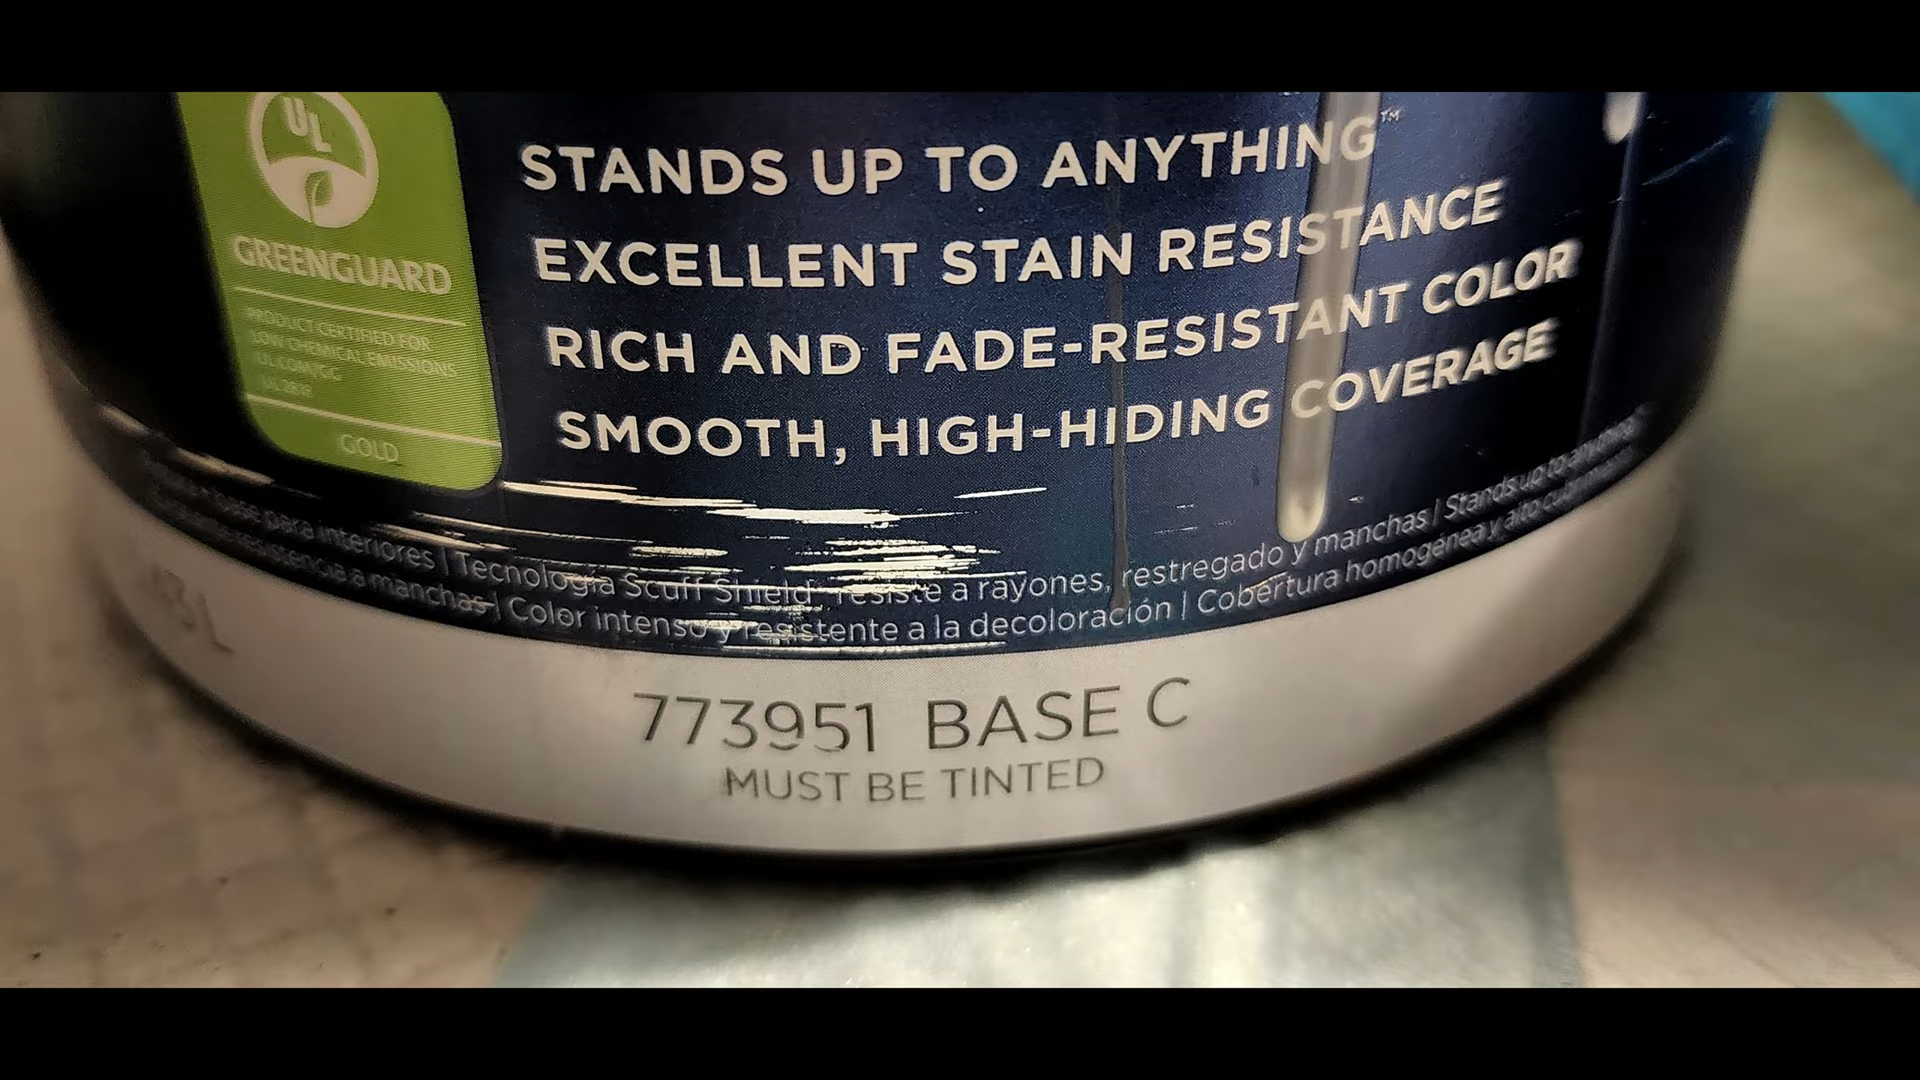 UL
GREENGUARD
PRODUCT CERTIFIED FOR
LOW CHEMICAL EMISSIONS
UL.COM/GG
UL 2818
GOLD
STANDS UP TO ANYTHING™
EXCELLENT STAIN RESISTANCE
RICH AND FADE-RESISTANT COLOR
SMOOTH, HIGH-HIDING COVERAGE
base para interiores | Tecnología Scuff Shield™ resiste a rayones, restregado y manchas | Stands up to anything
resistencia a manchas | Color intenso y resistente a la decoloración | Cobertura homogénea y alto
773951 BASE C
MUST BE TINTED